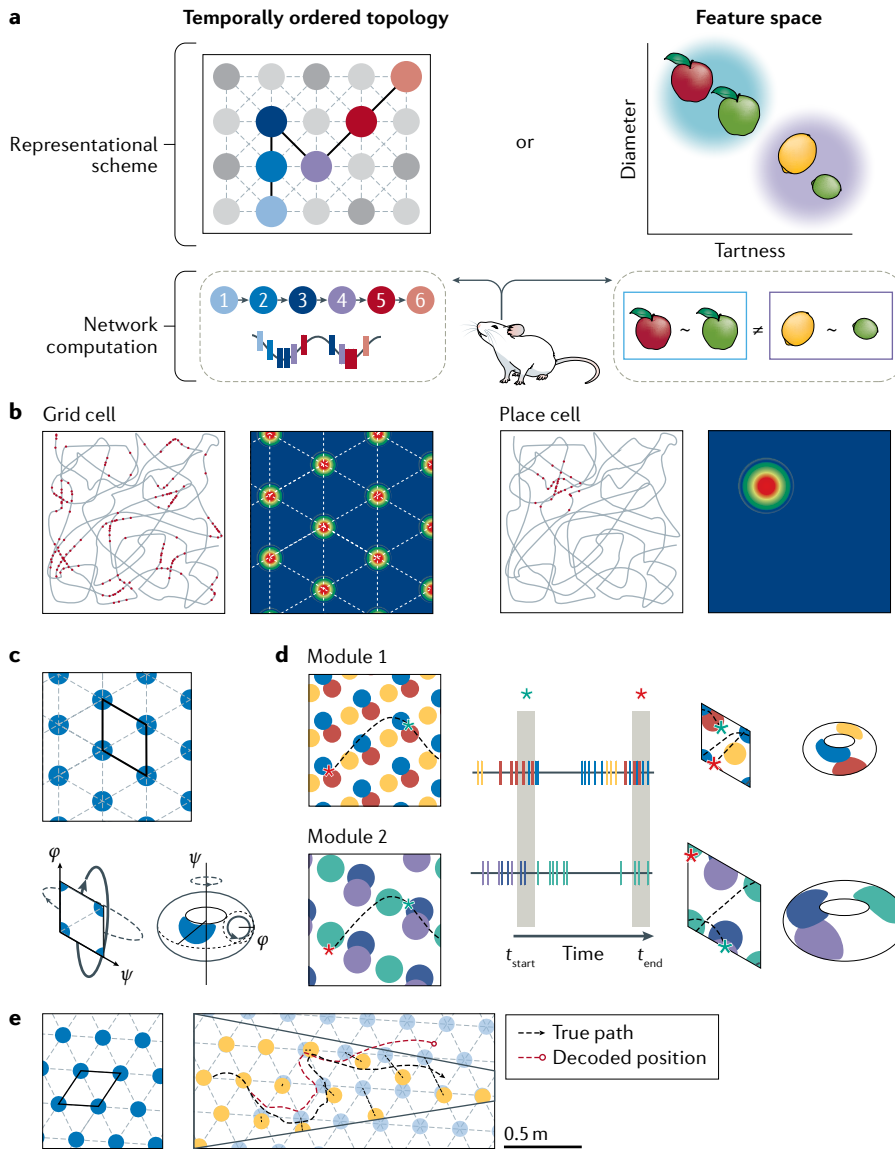 a
Temporally ordered topology
Feature space
Representational
scheme
or
Diameter
Tartness
Network
computation
1 2 3 4 5 6
~ ≠ ~
b
Grid cell
Place cell
c
d
Module 1
*
*
Module 2
φ
ψ
ψ
φ
t start
Time
t end
e
True path
Decoded position
0.5 m